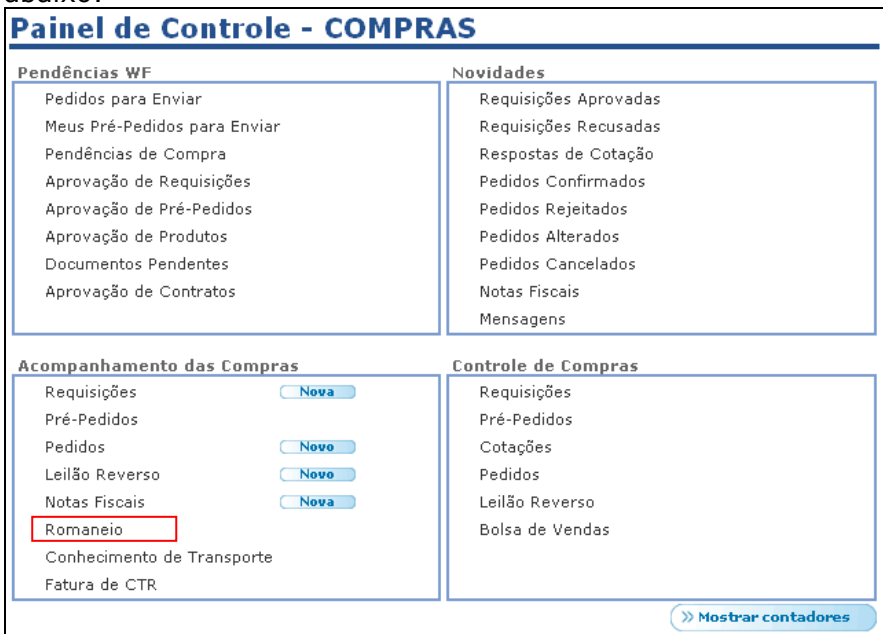 abaixo:
Painel de Controle - COMPRAS
Pendências WF
Pedidos para Enviar
Meus Pré-Pedidos para Enviar
Pendências de Compra
Aprovação de Requisições
Aprovação de Pré-Pedidos
Aprovação de Produtos
Documentos Pendentes
Aprovação de Contratos
Novidades
Requisições Aprovadas
Requisições Recusadas
Respostas de Cotação
Pedidos Confirmados
Pedidos Rejeitados
Pedidos Alterados
Pedidos Cancelados
Notas Fiscais
Mensagens
Acompanhamento das Compras
Requisições Nova
Pré-Pedidos
Pedidos Novo
Leilão Reverso Novo
Notas Fiscais Nova
Romaneio
Conhecimento de Transporte
Fatura de CTR
Controle de Compras
Requisições
Pré-Pedidos
Cotações
Pedidos
Leilão Reverso
Bolsa de Vendas
» Mostrar contadores